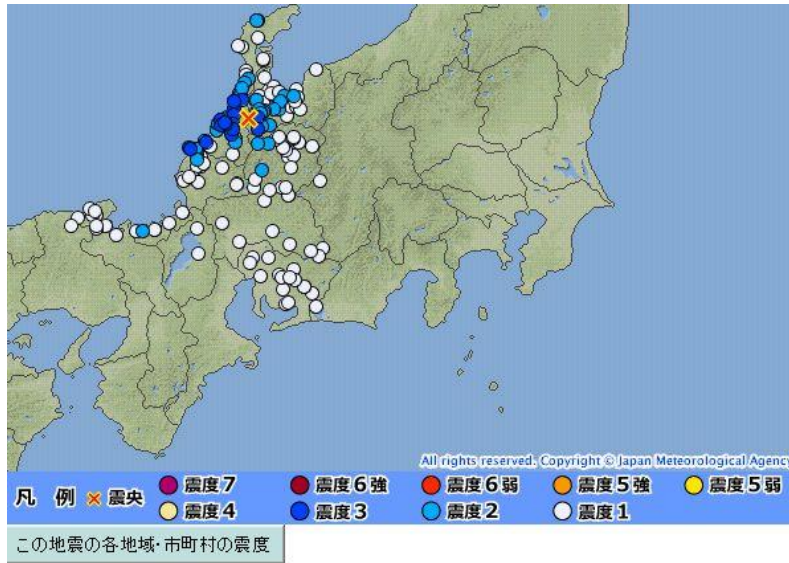 All rights reserved. Copyright © Japan Meteorological Agency
凡 例 震央 震度7 震度6強 震度6弱 震度5強 震度5弱
震度4 震度3 震度2 震度1
この地震の各地域・市町村の震度